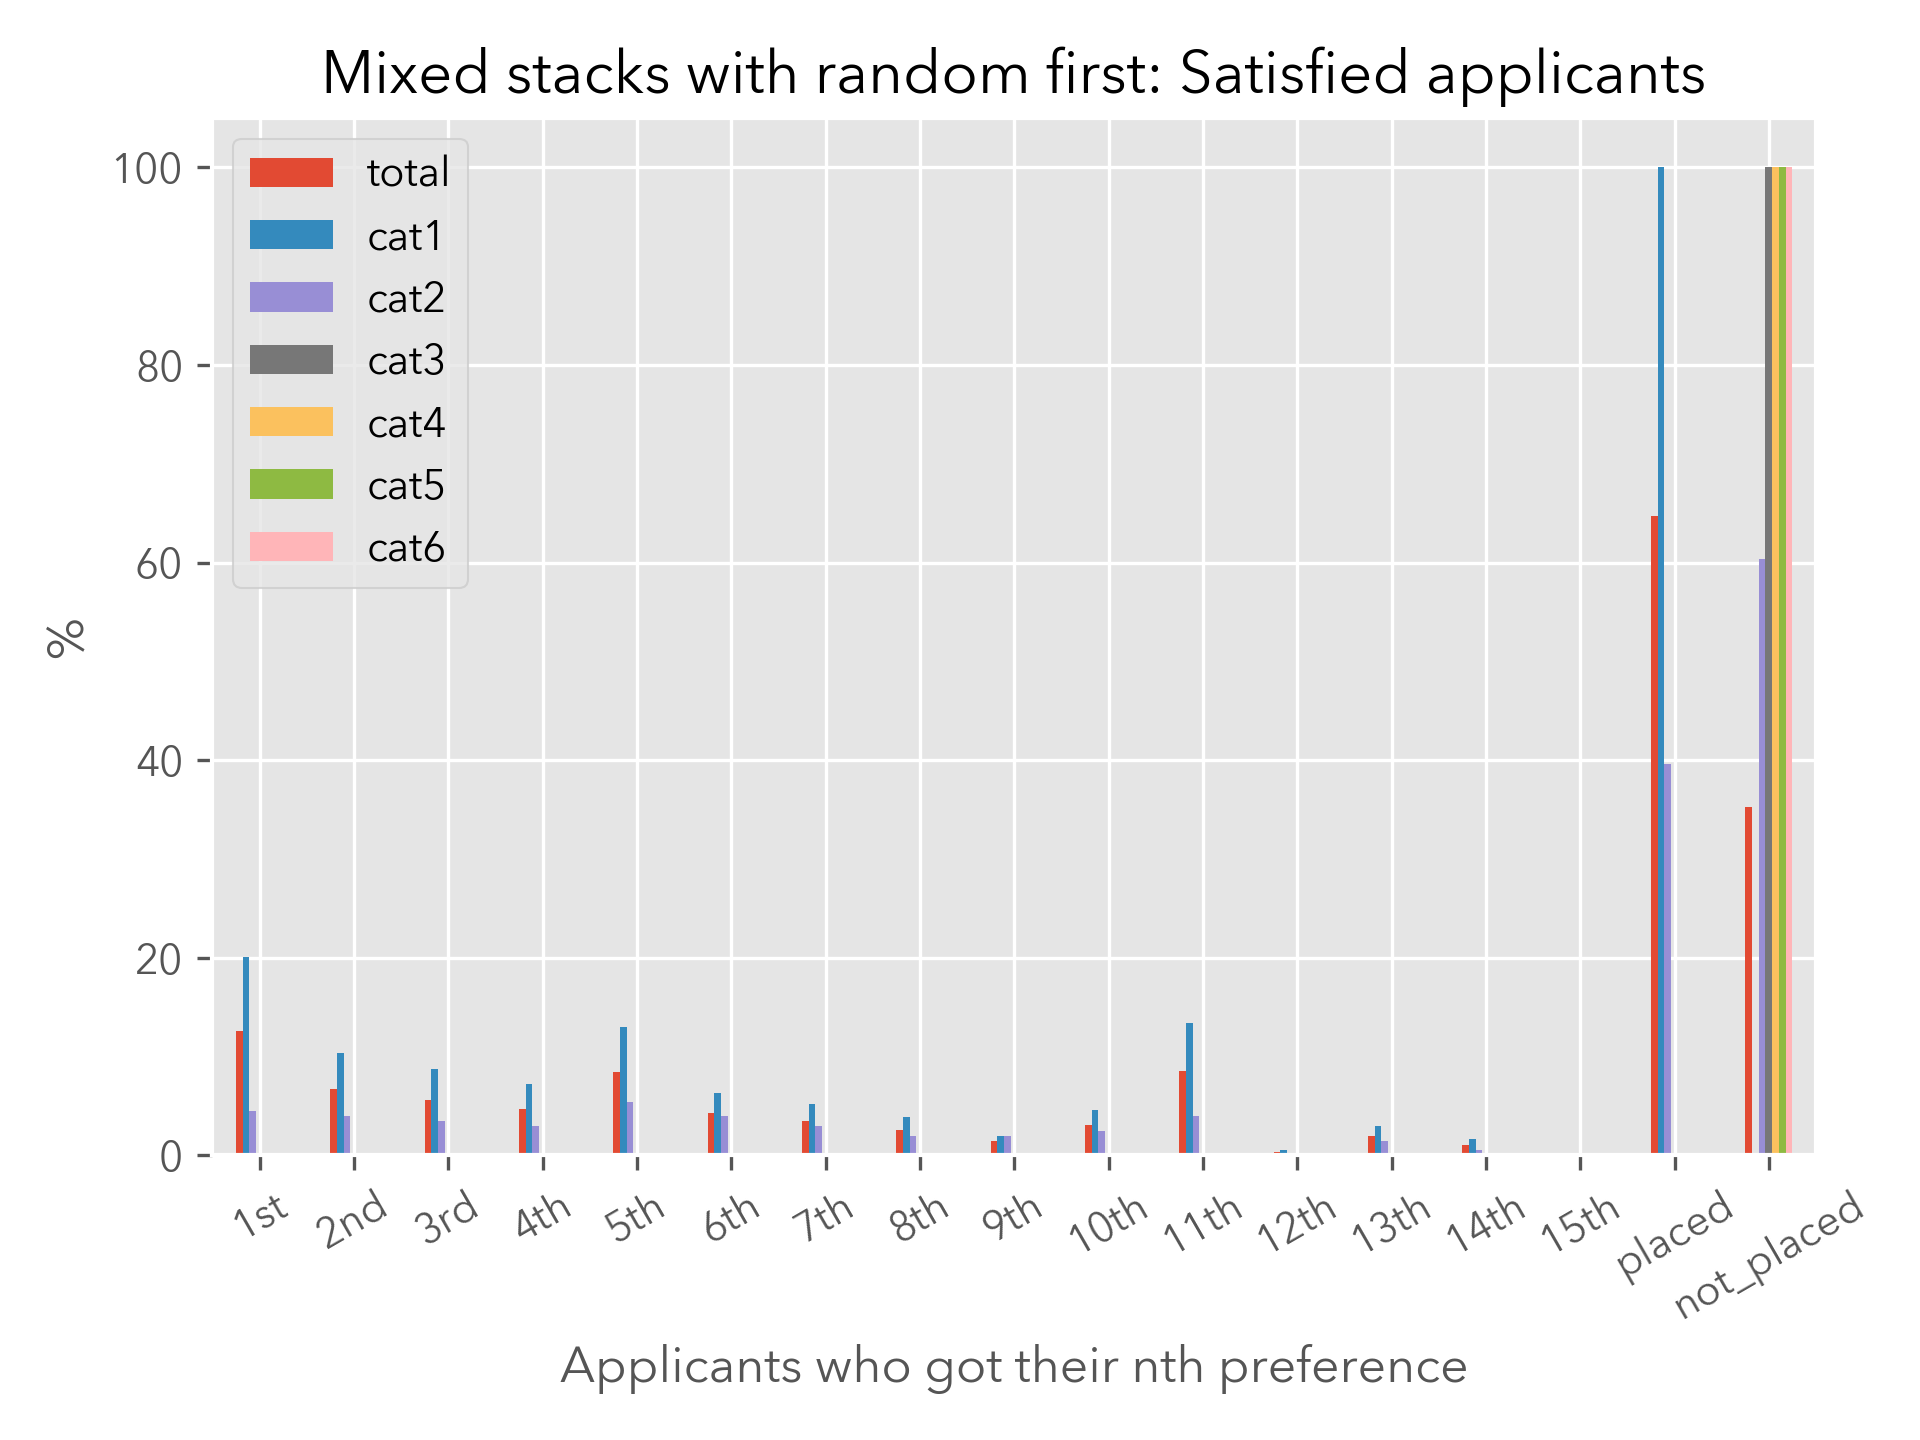 Mixed stacks with random first: Satisfied applicants
total
cat1
cat2
cat3
cat4
cat5
cat6
100
80
60
40
20
0
%
1st 2nd 3rd 4th 5th 6th 7th 8th 9th 10th 11th 12th 13th 14th 15th placed not_placed
Applicants who got their nth preference